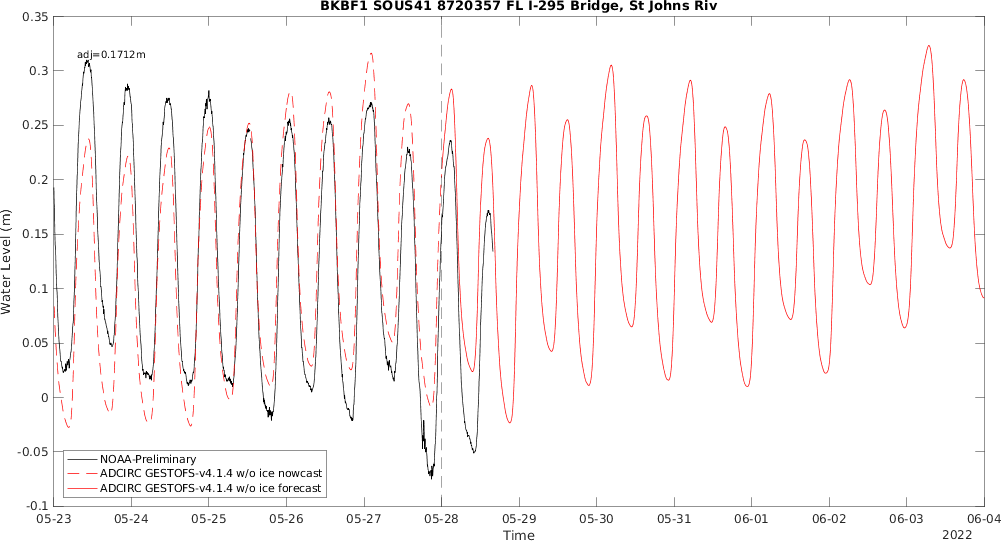 BKBF1 SOUS41 8720357 FL I-295 Bridge, St Johns Riv
adj=0.1712m
0.35
0.3
0.25
0.2
0.15
0.1
0.05
0
-0.05
-0.1
Water Level (m)
NOAA-Preliminary
ADCIRC GESTOFS-v4.1.4 w/o ice nowcast
ADCIRC GESTOFS-v4.1.4 w/o ice forecast
05-23 05-24 05-25 05-26 05-27 05-28 05-29 05-30 05-31 06-01 06-02 06-03 06-04
Time
2022